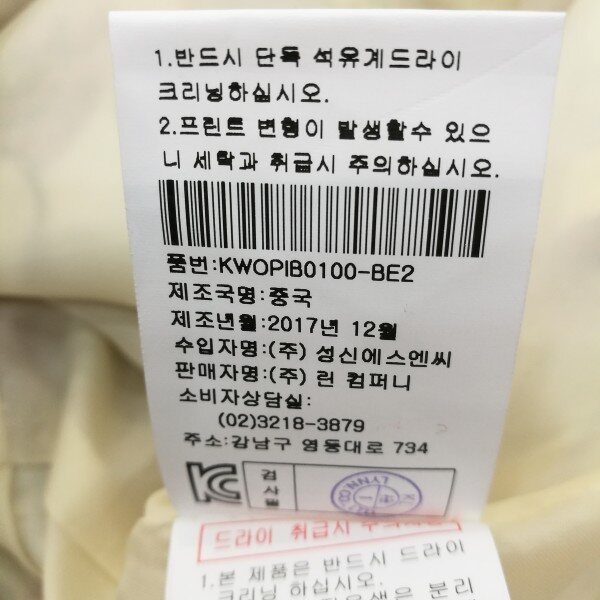 1.반드시 단독 석유계드라이
크리닝하십시오.
2.프린트 변형이 발생할수 있으
니 세탁과 취급시 주의하십시오.
품번:KWOPIB0100-BE2
제조국명:중국
제조년월:2017년 12월
수입자명:(주) 성신에스엔씨
판매자명:(주) 린 컴퍼니
소비자상담실:
(02)3218-3879
주소:강남구 영동대로 734
검사필
LYNN
드라이 취급시
1.본 제품은 반드시 드라이
크리닝 하십시오.
분리